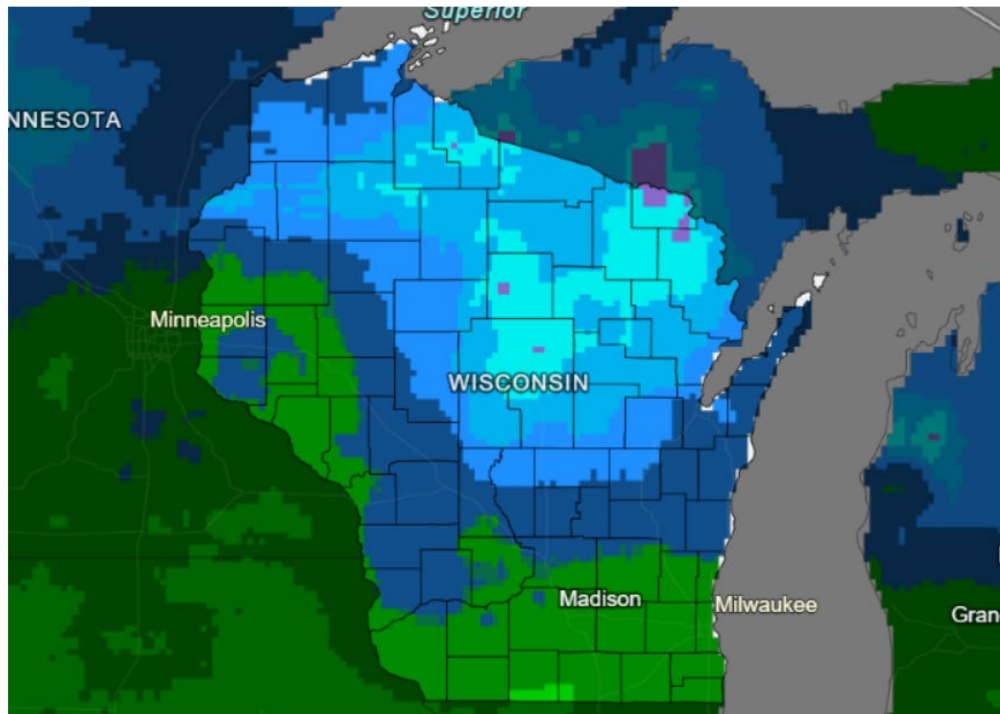 Superior
NNESOTA
Minneapolis
WISCONSIN
Madison
Milwaukee
Gran